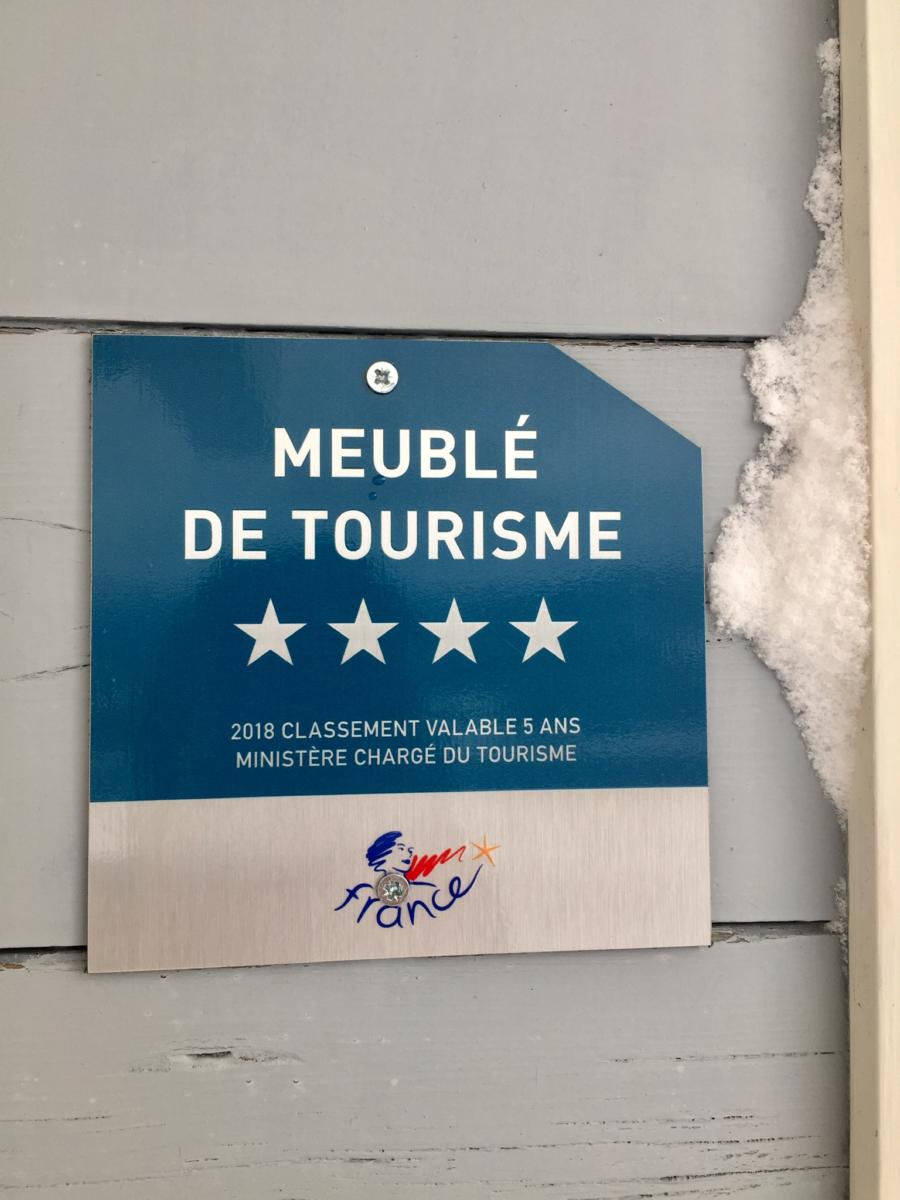 MEUBLÉ
DE TOURISME
2018 CLASSEMENT VALABLE 5 ANS
MINISTÈRE CHARGÉ DU TOURISME
france